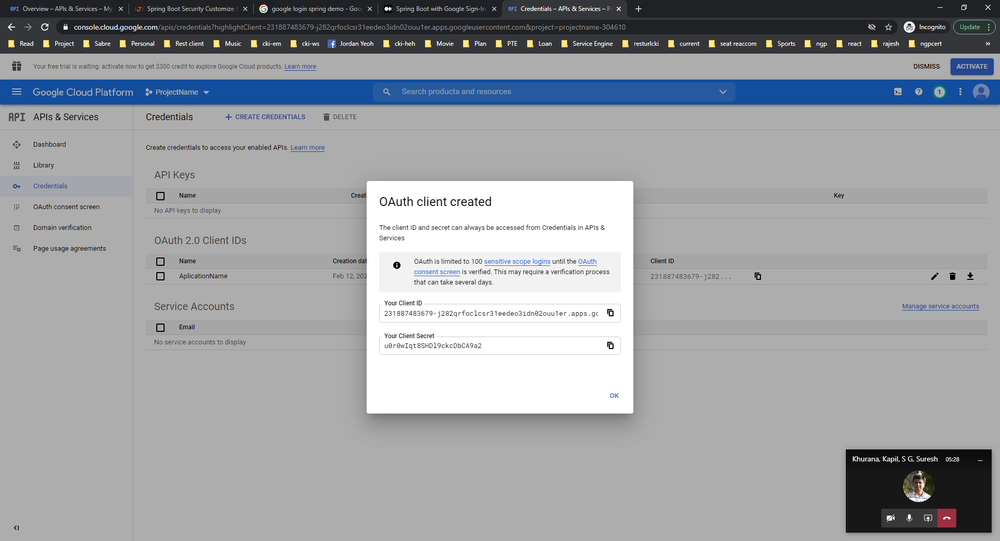 Overview – APIs & Services – My
Spring Boot Security Customize L
google login spring demo - Goog
Spring Boot with Google Sign-In.
Credentials – APIs & Services – P
console.cloud.google.com/apis/credentials?highlightClient=231887483679-j282qrfoclcsr31eedeo3idn02ouu1er.apps.googleusercontent.com&project=projectname-304610
Incognito
Update
Read
Project
Sabre
Personal
Rest client
Music
cki-em
cki-ws
Jordan Yeoh
cki-heh
Movie
Plan
PTE
Loan
Service Engine
resturlcki
current
seat reaccom
Sports
ngp
react
rajesh
ngpcert
»
Your free trial is waiting: activate now to get $300 credit to explore Google Cloud products. Learn more
DISMISS
ACTIVATE
Google Cloud Platform
ProjectName
Search products and resources
1
API APIs & Services
Credentials
CREATE CREDENTIALS
DELETE
Dashboard
Library
Credentials
OAuth consent screen
Domain verification
Page usage agreements
Create credentials to access your enabled APIs. Learn more
API Keys
Name
Creati
Key
No API keys to display
OAuth 2.0 Client IDs
Name
Creation dat
Client ID
AplicationName
Feb 12, 202
231887483679-j282...
Service Accounts
Manage service accounts
Email
No service accounts to display
OAuth client created
The client ID and secret can always be accessed from Credentials in APIs &
Services
OAuth is limited to 100 sensitive scope logins until the OAuth
consent screen is verified. This may require a verification process
that can take several days.
Your Client ID
231887483679-j282qrfoclcsr31eedeo3idn02ouu1er.apps.gc
Your Client Secret
u0r0wIqt8SHDl9ckcDbCA9a2
OK
Khurana, Kapil, S G, Suresh
05:28